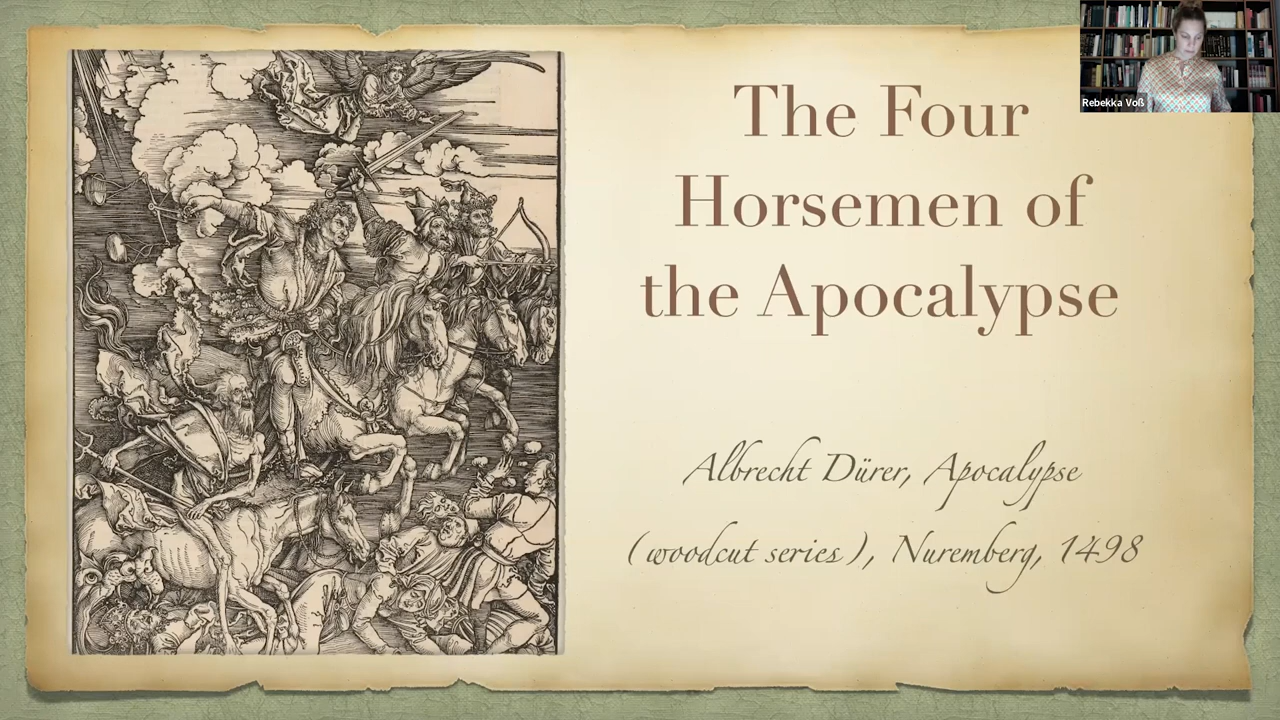 The Four
Horsemen of
the Apocalypse
Albrecht Dürer, Apocalypse
(woodcut series), Nuremberg, 1498
Rebekka Voß